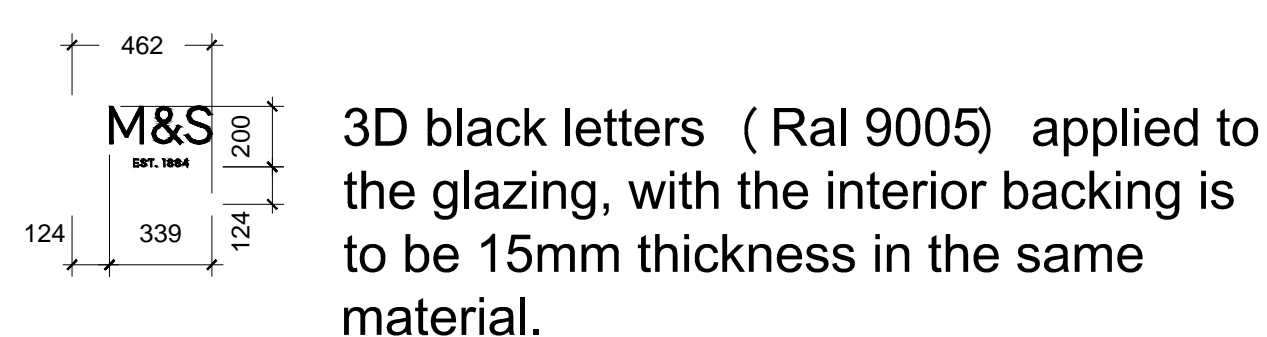 462
M&S
EST. 1884
200
124
339
124
3D black letters (Ral 9005) applied to
the glazing, with the interior backing is
to be 15mm thickness in the same
material.